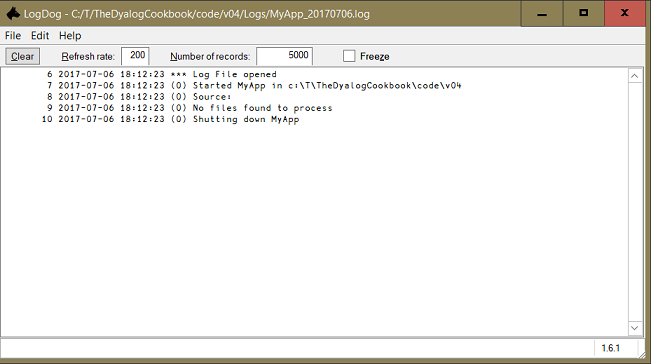 LogDog - C:/T/TheDyalogCookbook/code/v04/Logs/MyApp_20170706.log
File Edit Help
Clear Refresh rate: 200 Number of records: 5000 Freeze
6 2017-07-06 18:12:23 *** Log File opened
7 2017-07-06 18:12:23 (0) Started MyApp in c:\T\TheDyalogCookbook\code\v04
8 2017-07-06 18:12:23 (0) Source:
9 2017-07-06 18:12:23 (0) No files found to process
10 2017-07-06 18:12:23 (0) Shutting down MyApp
1.6.1